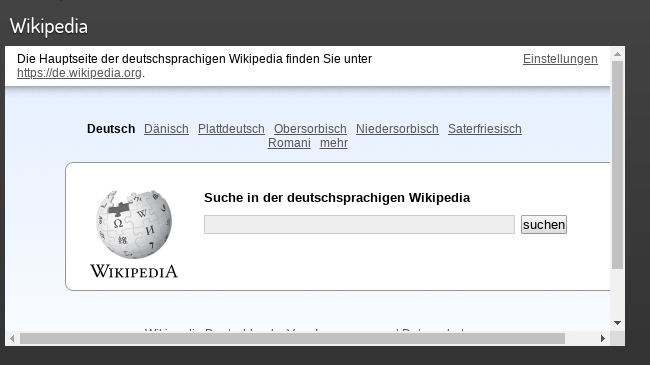 Wikipedia
Die Hauptseite der deutschsprachigen Wikipedia finden Sie unter
https://de.wikipedia.org.
Einstellungen
Deutsch Dänisch Plattdeutsch Obersorbisch Niedersorbisch Saterfriesisch
Romani mehr
Suche in der deutschsprachigen Wikipedia
suchen
Ω W И
WIKIPEDIA